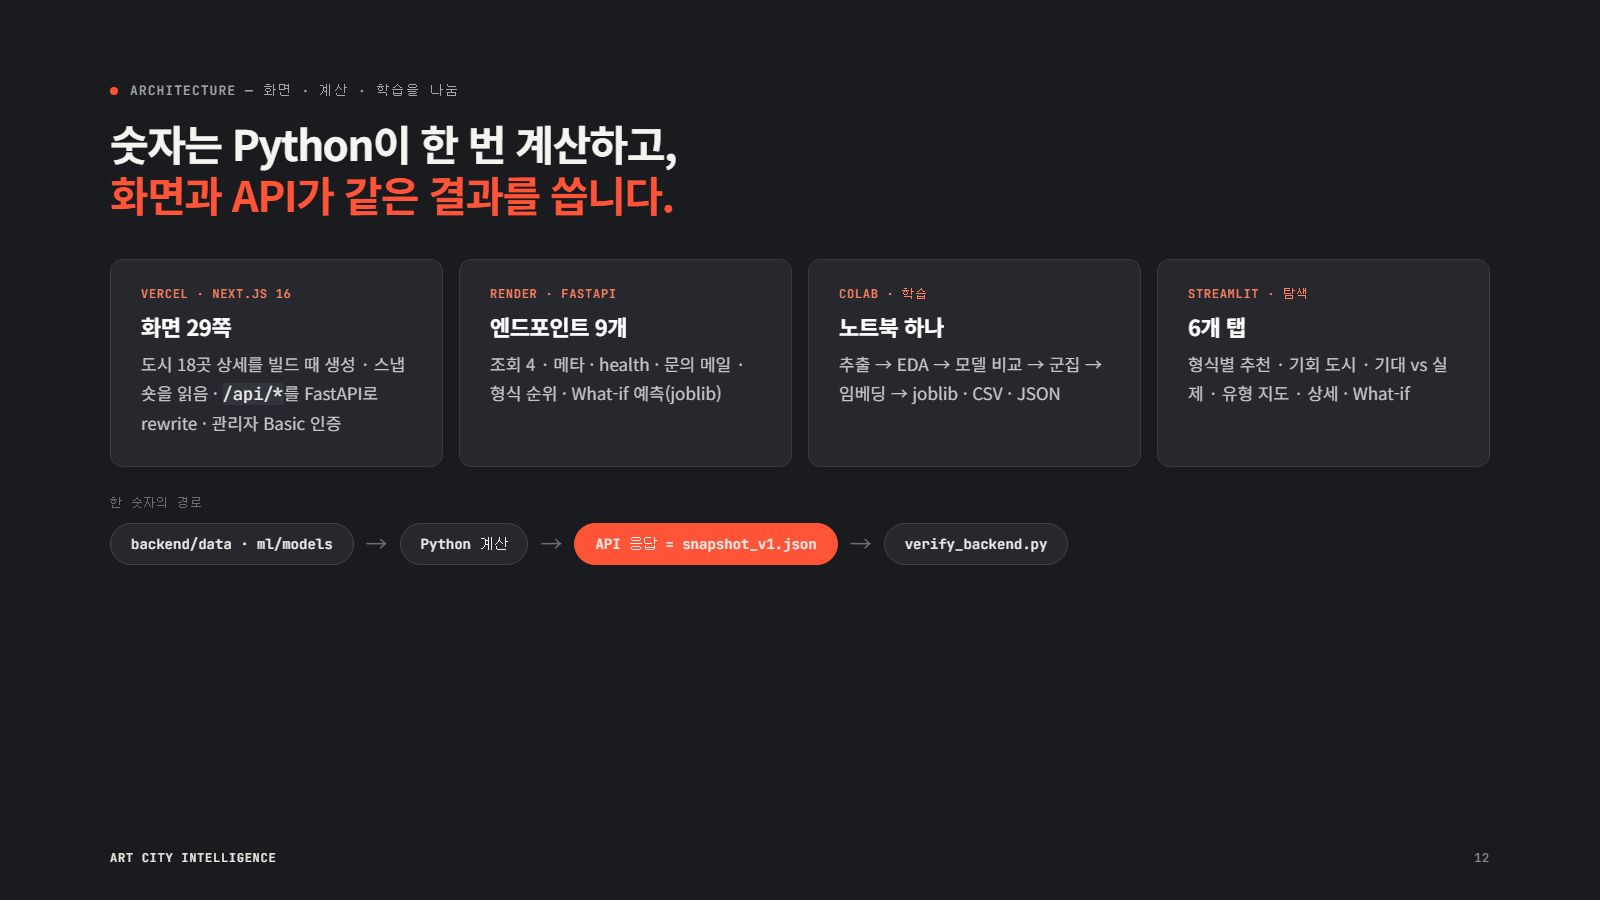 ARCHITECTURE — 화면 · 계산 · 학습을 나눔
숫자는 Python이 한 번 계산하고,
화면과 API가 같은 결과를 씁니다.
VERCEL · NEXT.JS 16
화면 29쪽
도시 18곳 상세를 빌드 때 생성 · 스냅
숏을 읽음 · /api/*를 FastAPI로
rewrite · 관리자 Basic 인증
RENDER · FASTAPI
엔드포인트 9개
조회 4 · 메타 · health · 문의 메일 ·
형식 순위 · What-if 예측(joblib)
COLAB · 학습
노트북 하나
추출 → EDA → 모델 비교 → 군집 →
임베딩 → joblib · CSV · JSON
STREAMLIT · 탐색
6개 탭
형식별 추천 · 기회 도시 · 기대 vs 실
제 · 유형 지도 · 상세 · What-if
한 숫자의 경로
backend/data · ml/models → Python 계산 → API 응답 = snapshot_v1.json → verify_backend.py
ART CITY INTELLIGENCE
12